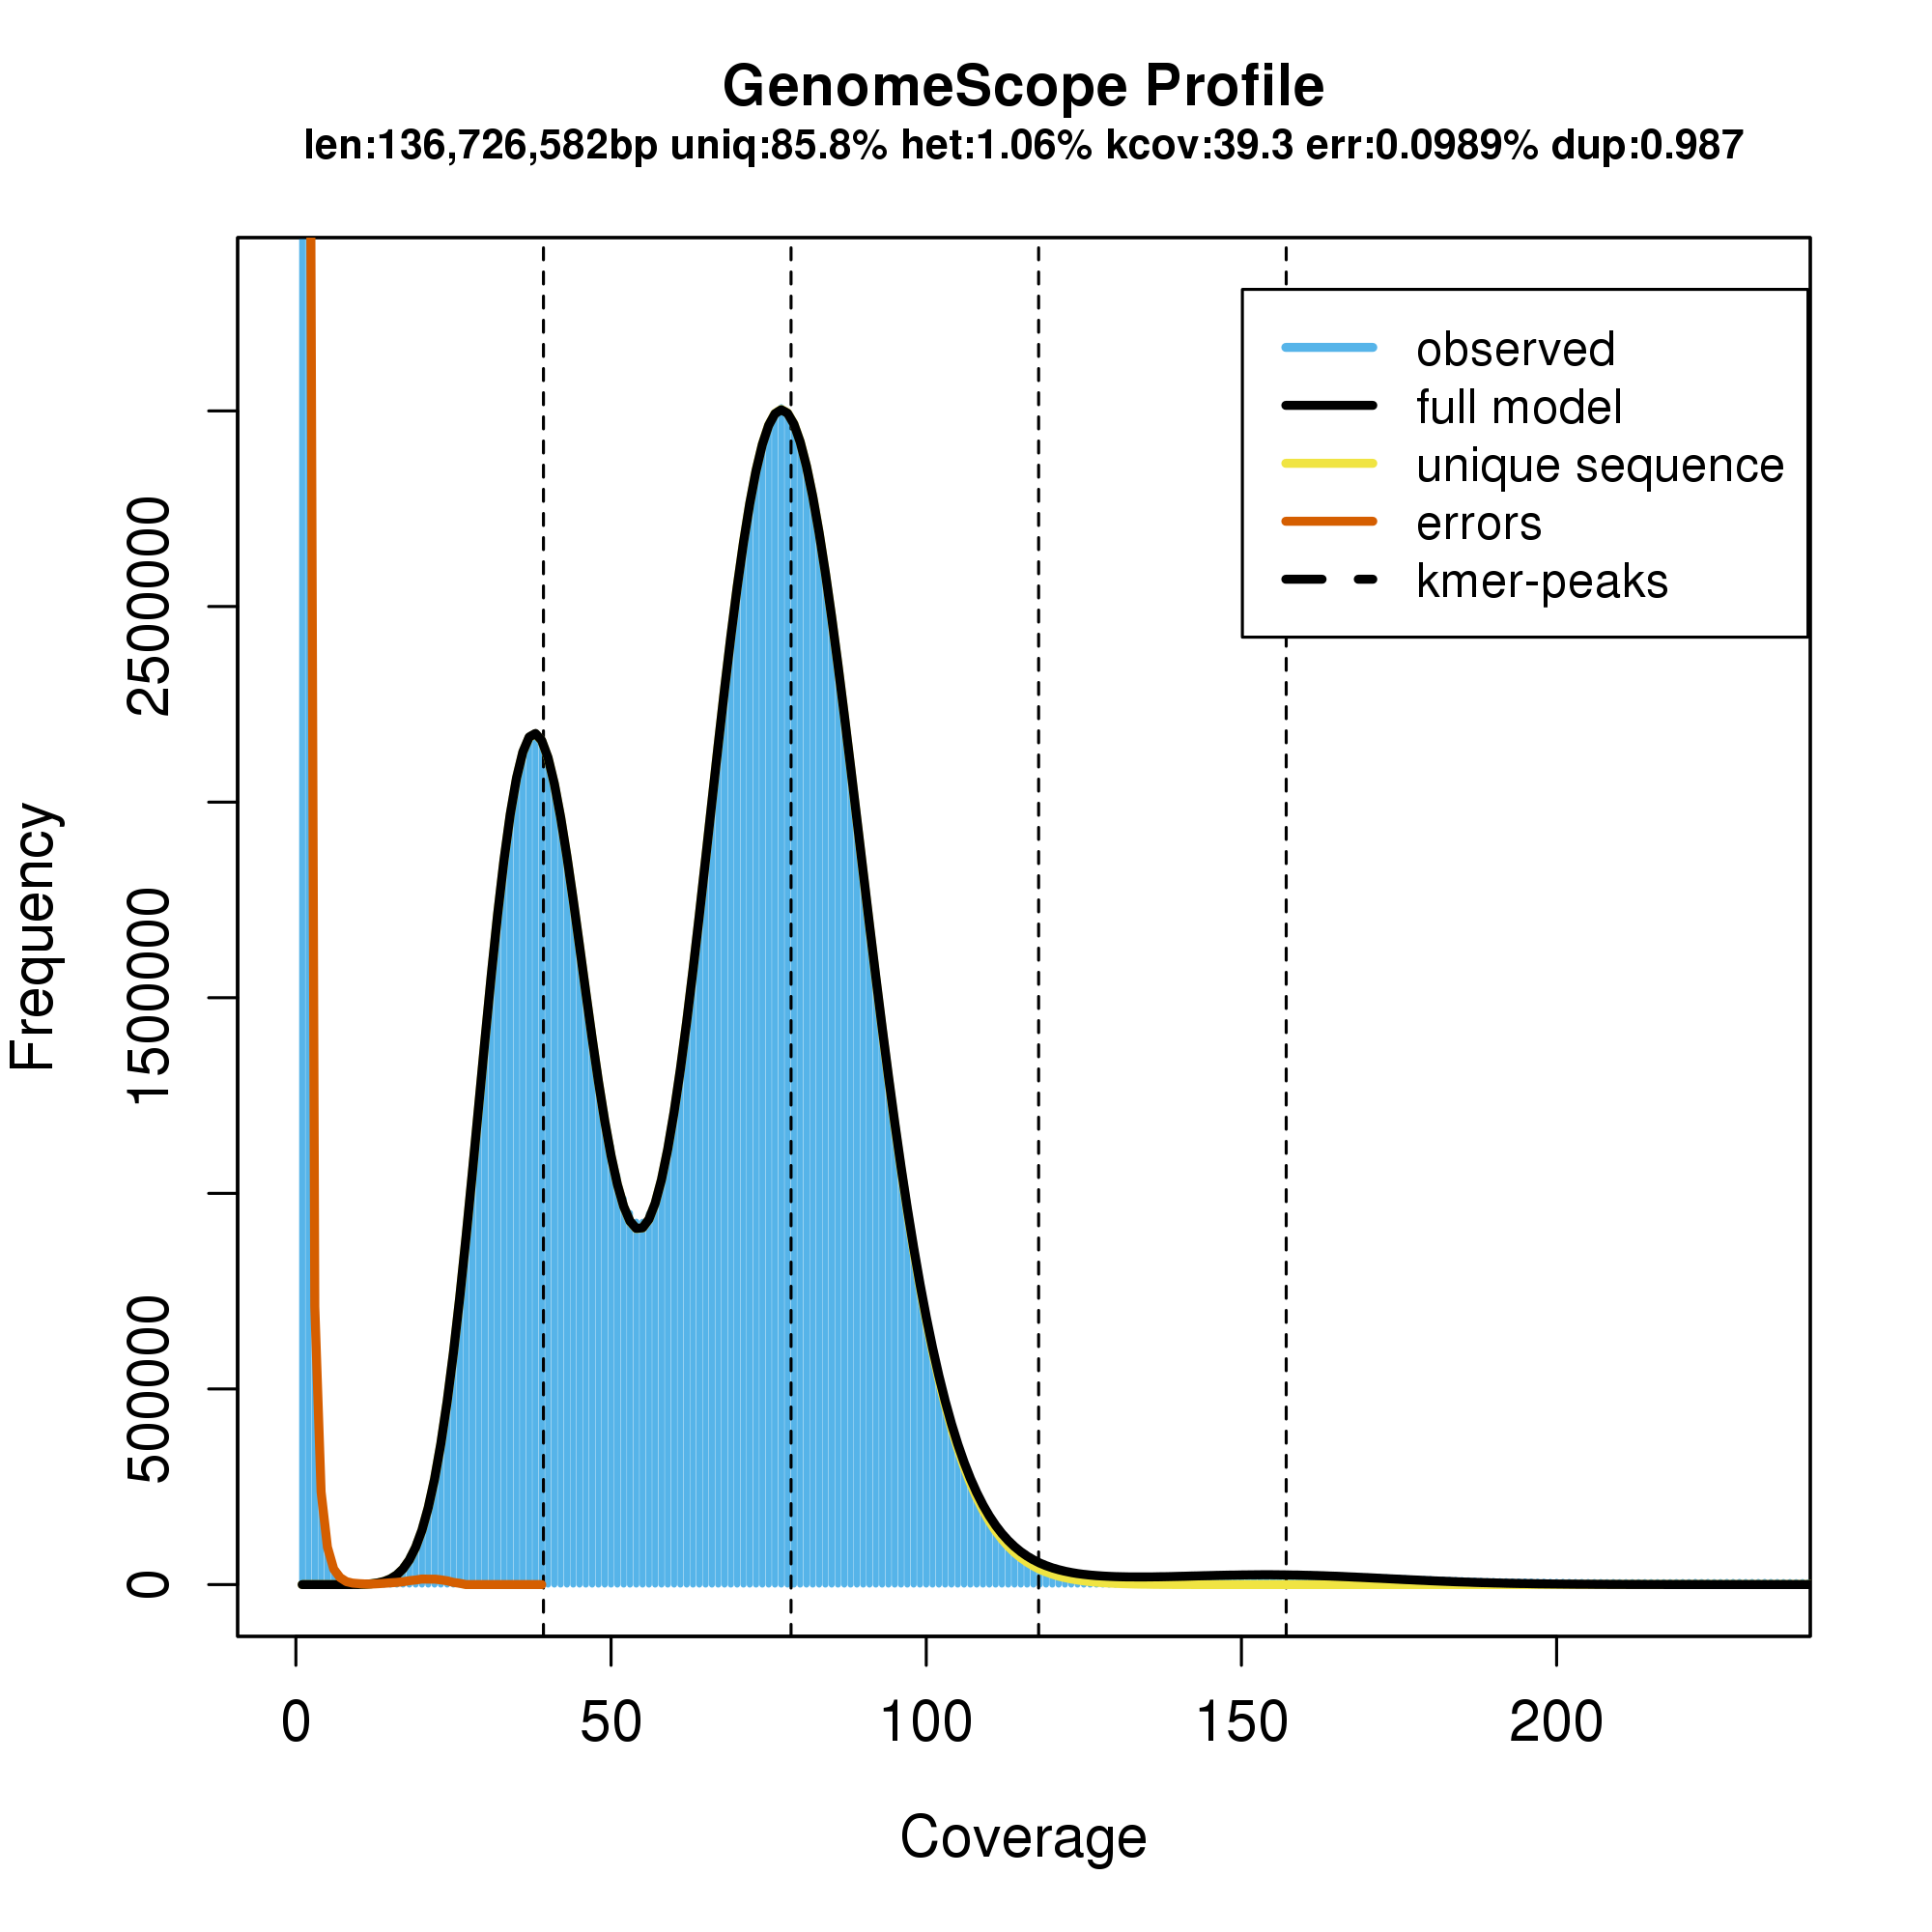 GenomeScope Profile
len:136,726,582bp uniq:85.8% het:1.06% kcov:39.3 err:0.0989% dup:0.987
observed
full model
unique sequence
errors
kmer-peaks
Frequency
2500000
1500000
500000
0
0 50 100 150 200
Coverage